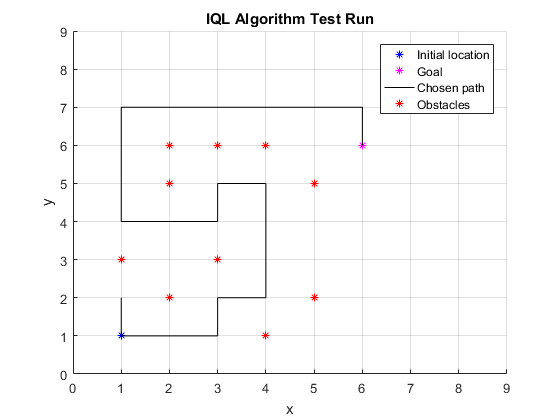 IQL Algorithm Test Run
9
8
7
6
5
4
3
2
1
0
y
Initial location
Goal
Chosen path
Obstacles
0 1 2 3 4 5 6 7 8 9
x